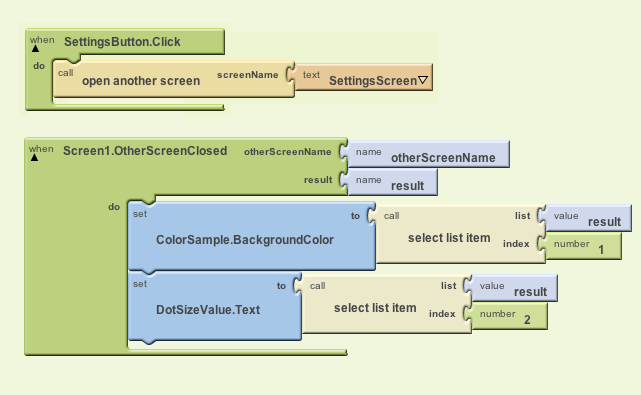 when SettingsButton.Click
do call open another screen screenName text SettingsScreen
when Screen1.OtherScreenClosed otherScreenName name otherScreenName
result name result
do set ColorSample.BackgroundColor to call select list item list value result
index number 1
set DotSizeValue.Text to call select list item list value result
index number 2